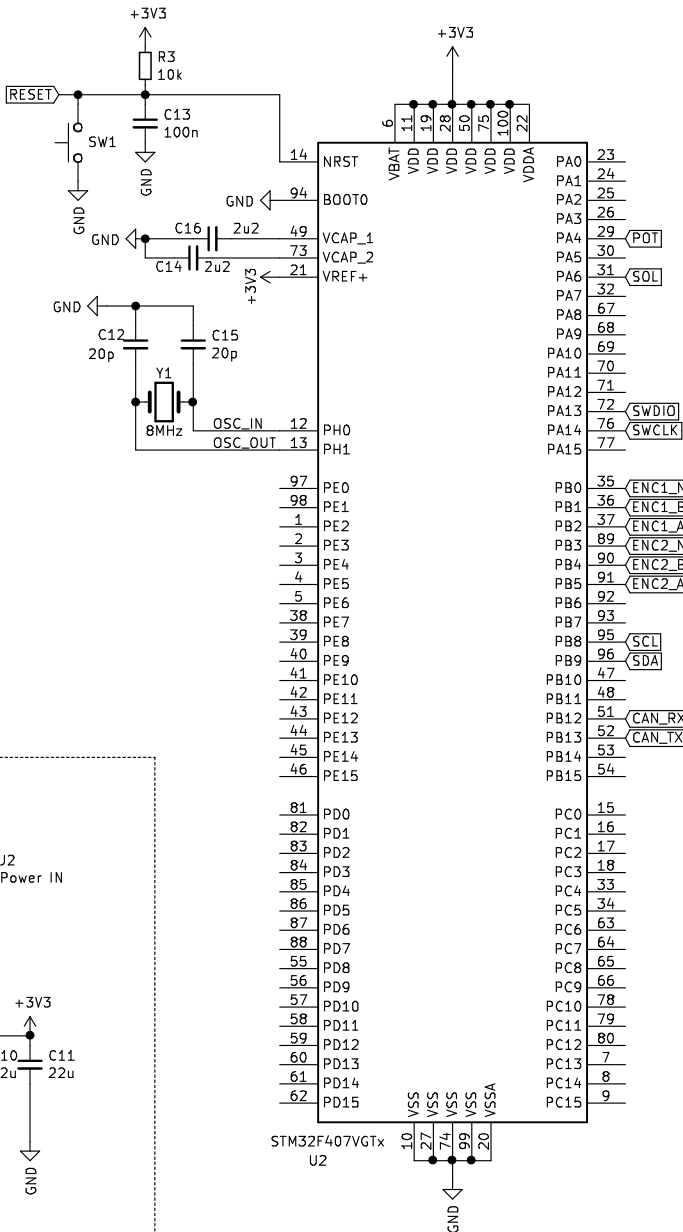 +3V3
R3
10k
RESET
C13
100n
SW1
GND
GND
+3V3
6
11
19
28
50
75
100
22
VBAT
VDD
VDD
VDD
VDD
VDD
VDD
VDDA
14 NRST
GND 94 BOOT0
C16 2u2
GND 49 VCAP_1
73 VCAP_2
C14 2u2
+3V3 21 VREF+
GND
C12
20p
C15
20p
Y1
8MHz
OSC_IN 12 PH0
OSC_OUT 13 PH1
97 PE0
98 PE1
1 PE2
2 PE3
3 PE4
4 PE5
5 PE6
38 PE7
39 PE8
40 PE9
41 PE10
42 PE11
43 PE12
44 PE13
45 PE14
46 PE15
81 PD0
82 PD1
83 PD2
84 PD3
85 PD4
86 PD5
87 PD6
88 PD7
55 PD8
56 PD9
57 PD10
58 PD11
59 PD12
60 PD13
61 PD14
62 PD15
PA0 23
PA1 24
PA2 25
PA3 26
PA4 29 POT
PA5 30
PA6 31 SOL
PA7 32
PA8 67
PA9 68
PA10 69
PA11 70
PA12 71
PA13 72 SWDIO
PA14 76 SWCLK
PA15 77
PB0 35 ENC1_N
PB1 36 ENC1_B
PB2 37 ENC1_A
PB3 89 ENC2_N
PB4 90 ENC2_B
PB5 91 ENC2_A
PB6 92
PB7 93
PB8 95 SCL
PB9 96 SDA
PB10 47
PB11 48
PB12 51 CAN_RX
PB13 52 CAN_TX
PB14 53
PB15 54
PC0 15
PC1 16
PC2 17
PC3 18
PC4 33
PC5 34
PC6 63
PC7 64
PC8 65
PC9 66
PC10 78
PC11 79
PC12 80
PC13 7
PC14 8
PC15 9
VSS
VSS
VSS
VSS
VSSA
10
27
74
99
20
STM32F407VGTx
U2
GND
J2
Power IN
+3V3
10
2u
C11
22u
GND